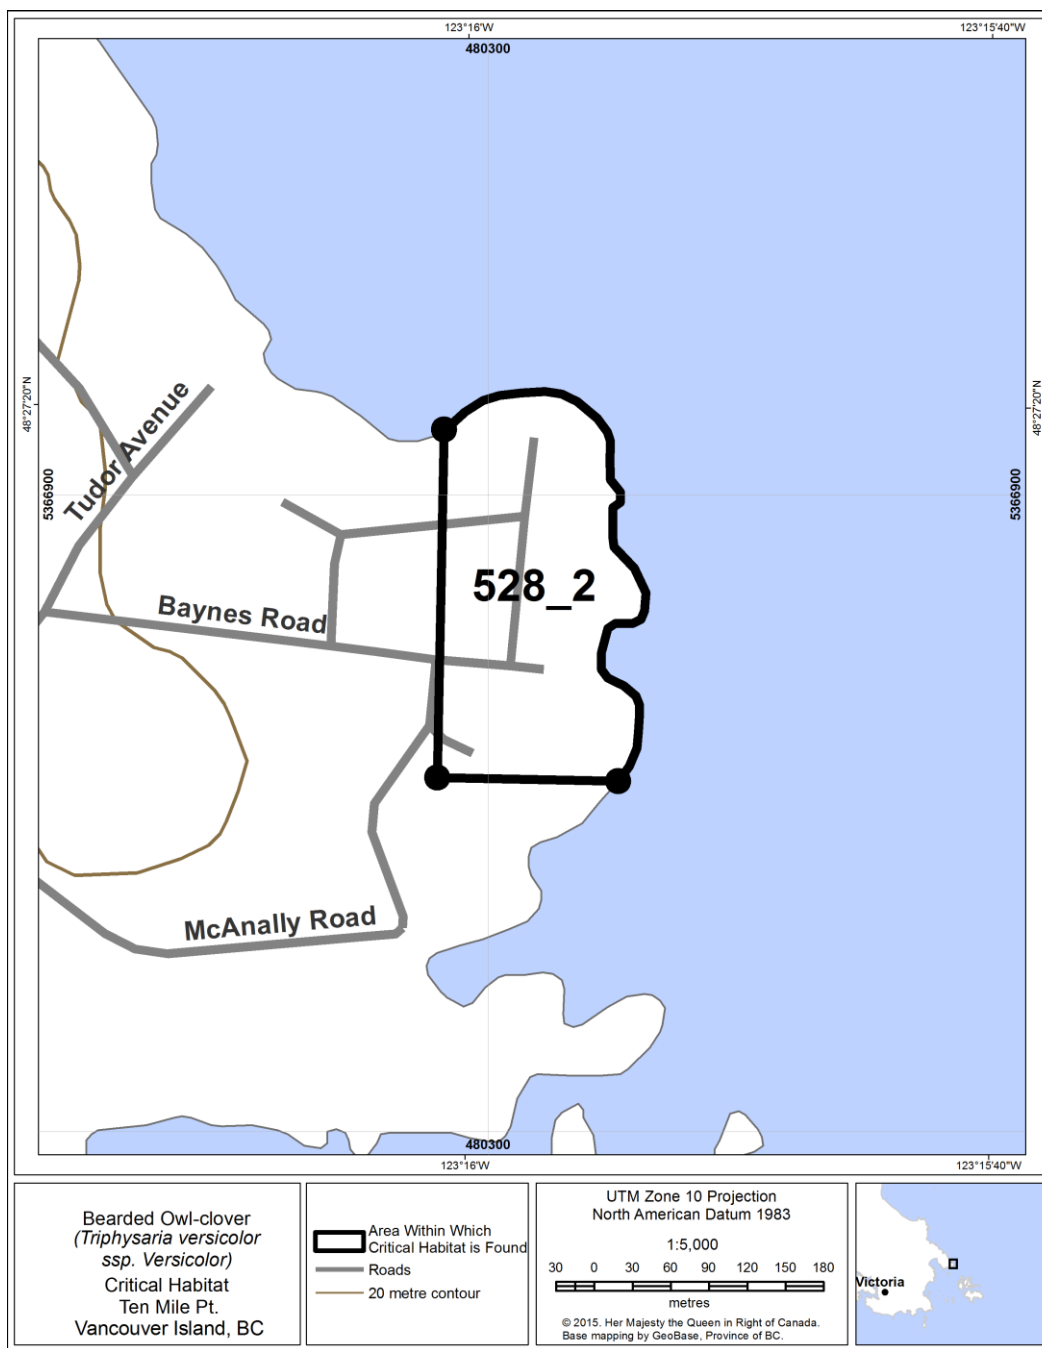 123°16'W
123°15'40"W
480300
48°27'20"N
48°27'20"N
Tudor Avenue
5366900
5366900
528_2
Baynes Road
McAnally Road
480300
123°16'W
123°15'40"W
Bearded Owl-clover
(Triphysaria versicolor
ssp. Versicolor)
Critical Habitat
Ten Mile Pt.
Vancouver Island, BC
Area Within Which
Critical Habitat is Found
Roads
20 metre contour
UTM Zone 10 Projection
North American Datum 1983
1:5,000
30 0 30 60 90 120 150 180
metres
© 2015. Her Majesty the Queen in Right of Canada.
Base mapping by GeoBase, Province of BC.
Victoria